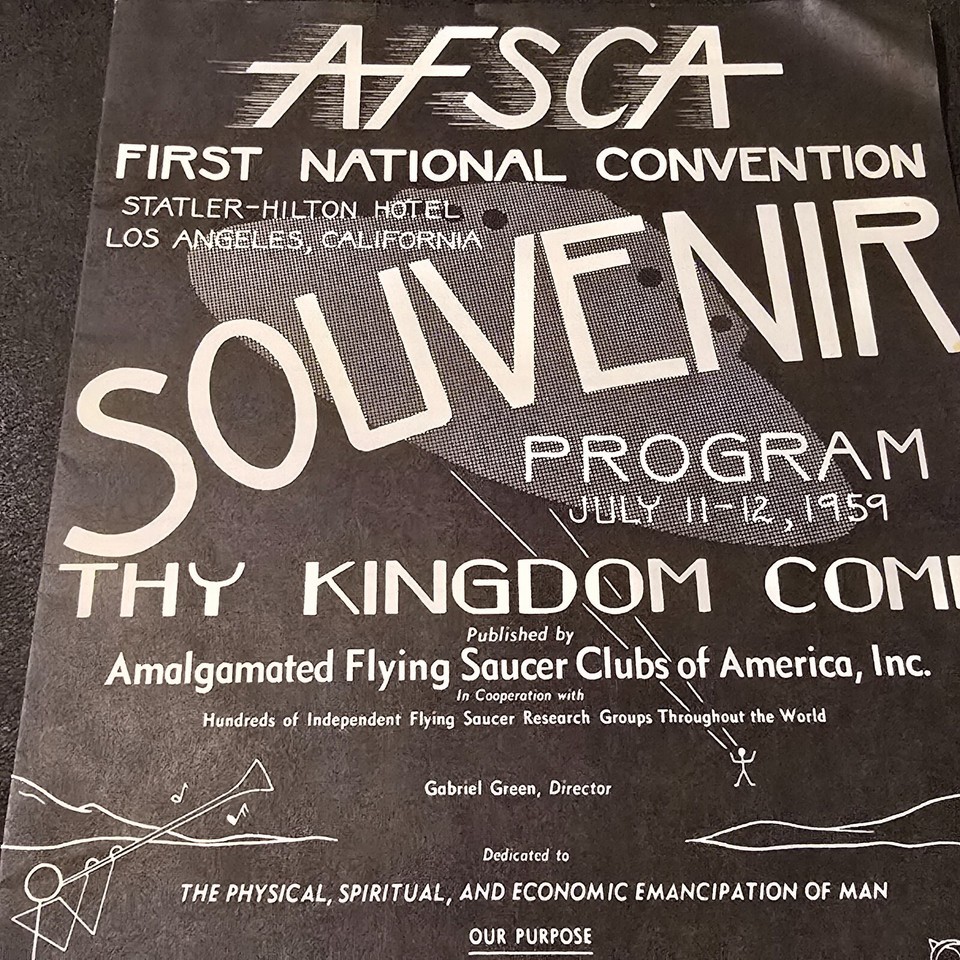 AFSCA
FIRST NATIONAL CONVENTION
STATLER-HILTON HOTEL
LOS ANGELES, CALIFORNIA
SOUVENIR
PROGRAM
JULY 11-12, 1959
THY KINGDOM COME
Published by
Amalgamated Flying Saucer Clubs of America, Inc.
In Cooperation with
Hundreds of Independent Flying Saucer Research Groups Throughout the World
Gabriel Green, Director
Dedicated to
THE PHYSICAL, SPIRITUAL, AND ECONOMIC EMANCIPATION OF MAN
OUR PURPOSE